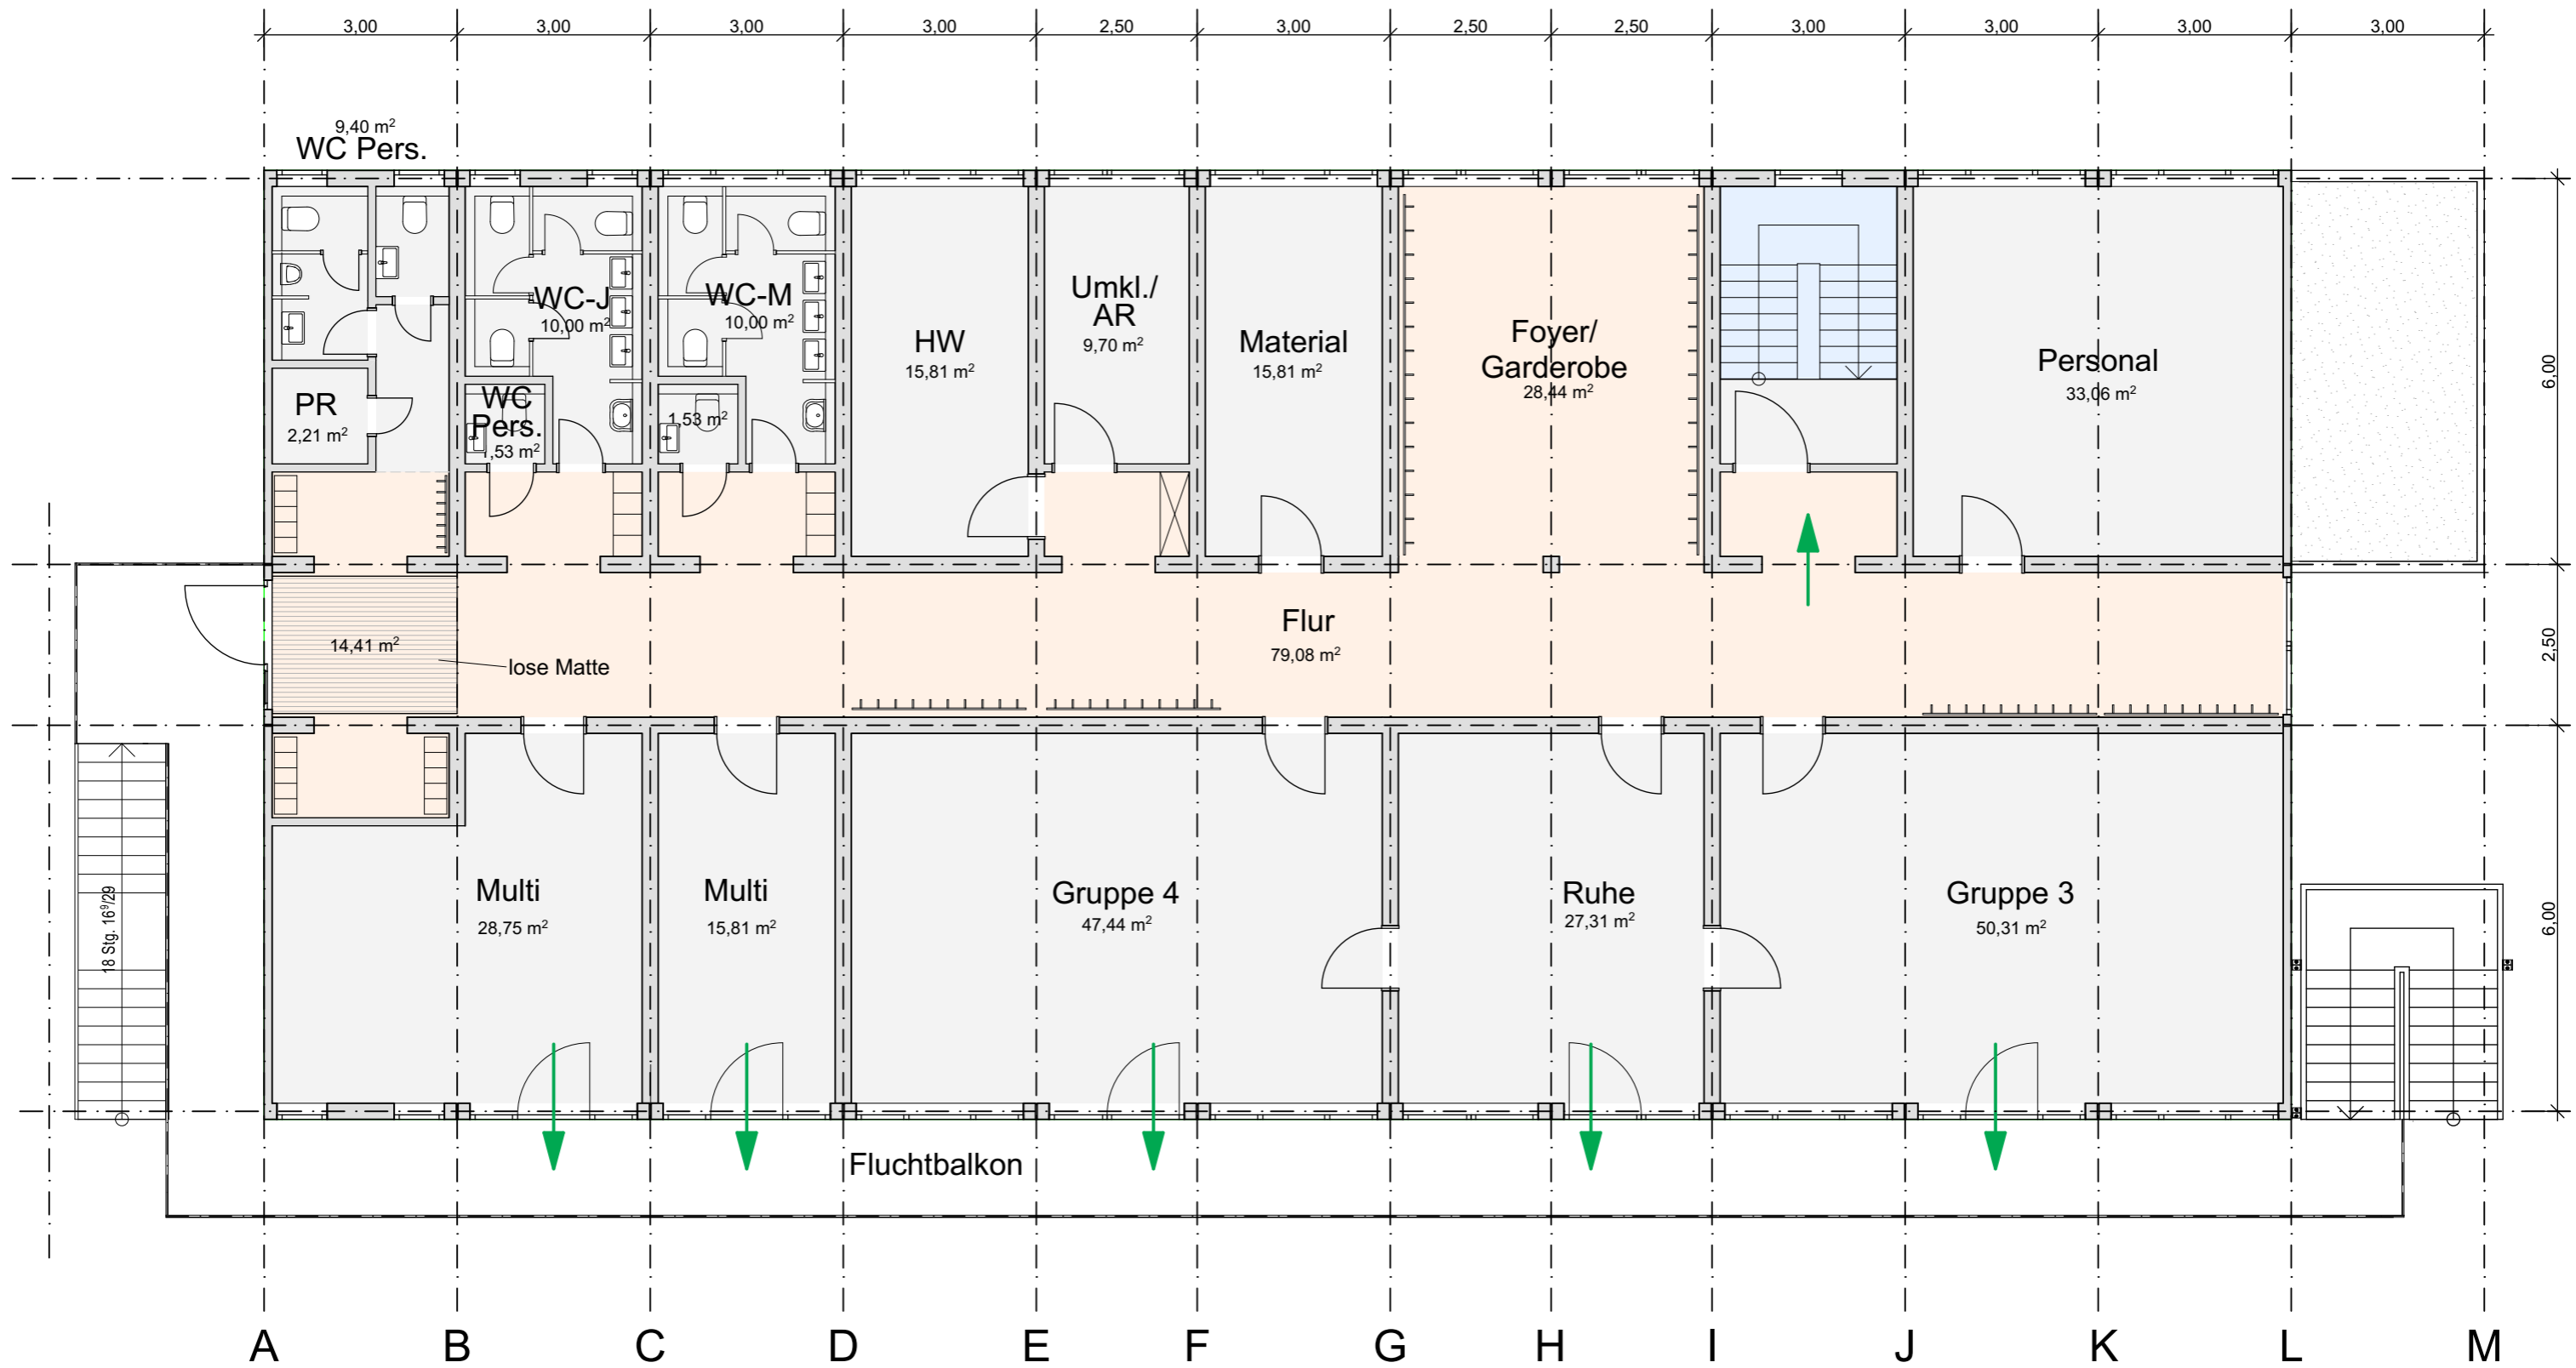 3,00 3,00 3,00 3,00 2,50 3,00 2,50 2,50 3,00 3,00 3,00 3,00
9,40 m²
WC Pers.
WC-J
10,00 m²
WC-M
10,00 m²
HW
15,81 m²
Umkl./
AR
9,70 m²
Material
15,81 m²
Foyer/
Garderobe
28,44 m²
Personal
33,06 m²
6,00
PR
2,21 m²
WC
Pers.
1,53 m²
1,53 m²
14,41 m²
lose Matte
Flur
79,08 m²
2,50
18 Stg. 16⁹/29
Multi
28,75 m²
Multi
15,81 m²
Gruppe 4
47,44 m²
Ruhe
27,31 m²
Gruppe 3
50,31 m²
6,00
Fluchtbalkon
A B C D E F G H I J K L M